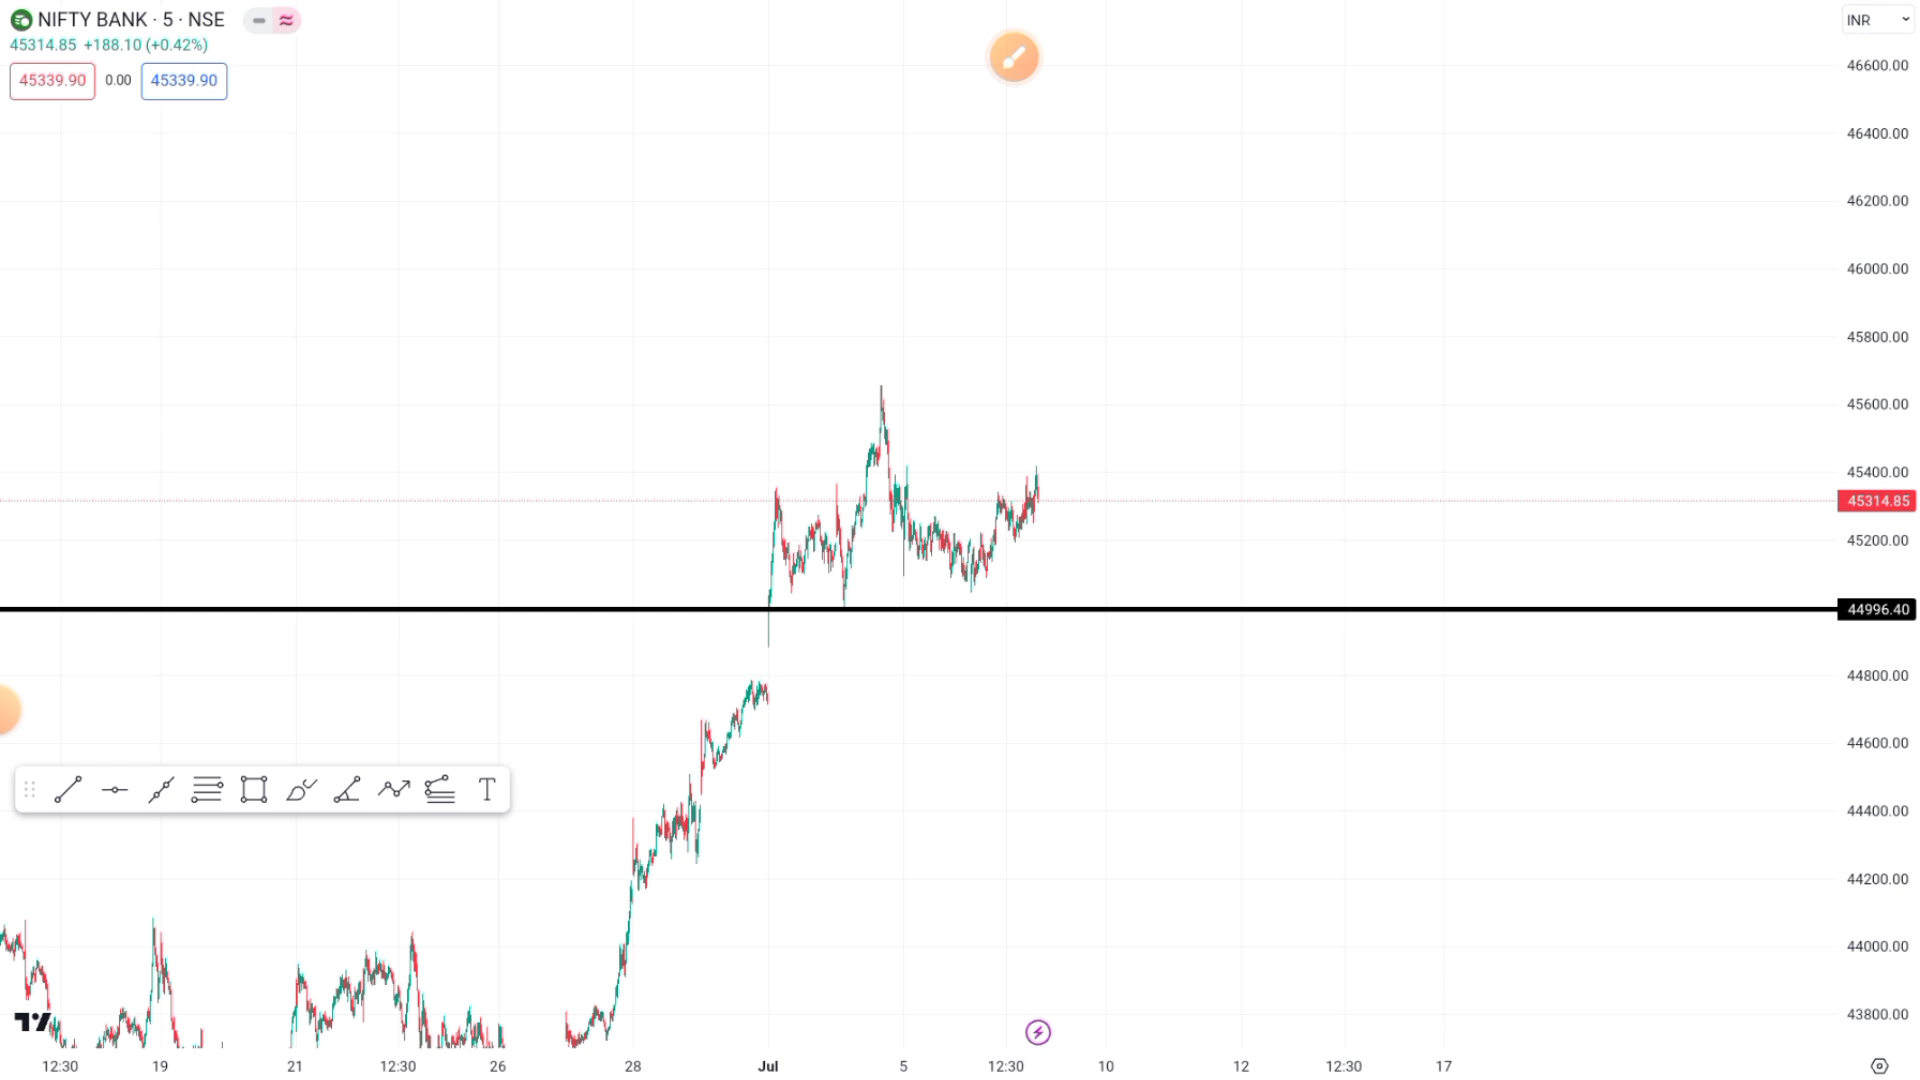 NIFTY BANK · 5 · NSE
45314.85 +188.10 (+0.42%)
45339.90 0.00 45339.90
INR
46600.00
46400.00
46200.00
46000.00
45800.00
45600.00
45400.00
45314.85
45200.00
44996.40
44800.00
44600.00
44400.00
44200.00
44000.00
43800.00
T
12:30 19 21 12:30 26 28 Jul 5 12:30 10 12 12:30 17